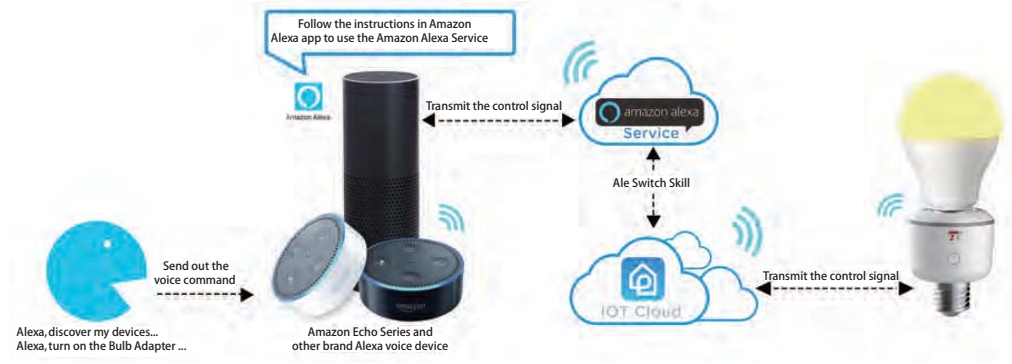 Follow the instructions in Amazon
Alexa app to use the Amazon Alexa Service
Amazon Alexa
Transmit the control signal
amazon alexa
Service
Ale Switch Skill
Send out the
voice command
IOT Cloud
Transmit the control signal
Alexa, discover my devices...
Alexa, turn on the Bulb Adapter ...
amazon
Amazon Echo Series and
other brand Alexa voice device